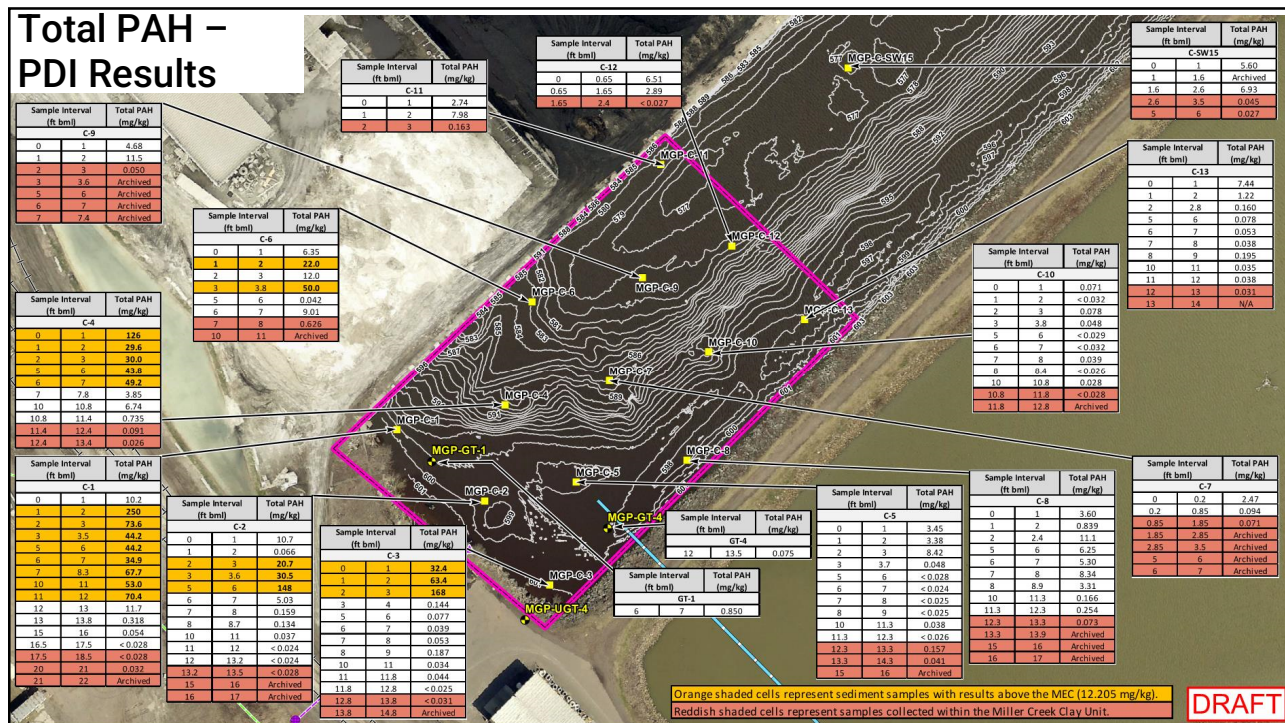 Total PAH –
PDI Results
Sample Interval (ft bml) Total PAH (mg/kg)
C-9
0 1 4.68
1 2 11.5
2 3 0.050
3 3.6 Archived
5 6 Archived
6 7 Archived
7 7.4 Archived
Sample Interval (ft bml) Total PAH (mg/kg)
C-11
0 1 2.74
1 2 7.98
2 3 0.163
Sample Interval (ft bml) Total PAH (mg/kg)
C-12
0 0.65 6.51
0.65 1.65 2.89
1.65 2.4 <0.027
Sample Interval (ft bml) Total PAH (mg/kg)
C-SW15
0 1 5.60
1 1.6 Archived
1.6 2.6 6.93
2.6 3.5 0.045
5 6 0.027
Sample Interval (ft bml) Total PAH (mg/kg)
C-13
0 1 7.44
1 2 1.22
2 2.8 0.160
5 6 0.078
6 7 0.053
7 8 0.038
8 9 0.195
10 11 0.035
11 12 0.038
12 13 0.031
13 14 N/A
Sample Interval (ft bml) Total PAH (mg/kg)
C-6
0 1 6.35
1 2 22.0
2 3 12.0
3 3.8 50.0
5 6 0.042
6 7 9.01
7 8 0.626
10 11 Archived
Sample Interval (ft bml) Total PAH (mg/kg)
C-10
0 1 0.071
1 2 <0.032
2 3 0.078
3 3.8 0.048
5 6 <0.029
6 7 <0.032
7 8 0.039
8 8.4 <0.026
10 10.8 0.028
10.8 11.8 <0.028
11.8 12.8 Archived
Sample Interval (ft bml) Total PAH (mg/kg)
C-4
0 1 126
1 2 29.6
2 3 30.0
5 6 43.8
6 7 49.2
7 7.8 3.85
10 10.8 6.74
10.8 11.4 0.735
11.4 12.4 0.091
12.4 13.4 0.026
Sample Interval (ft bml) Total PAH (mg/kg)
C-1
0 1 10.2
1 2 250
2 3 73.6
3 3.5 44.2
5 6 44.2
6 7 34.9
7 8.3 67.7
10 11 53.0
11 12 70.4
12 13 11.7
13 13.8 0.318
15 16 0.054
16.5 17.5 <0.028
17.5 18.5 <0.028
20 21 0.032
21 22 Archived
Sample Interval (ft bml) Total PAH (mg/kg)
C-2
0 1 10.7
1 2 0.066
2 3 20.7
3 3.6 30.5
5 6 148
6 7 5.03
7 8 0.159
8 8.7 0.134
10 11 0.037
11 12 <0.024
12 13.2 <0.024
13.2 13.5 <0.028
15 16 Archived
16 17 Archived
Sample Interval (ft bml) Total PAH (mg/kg)
C-3
0 1 32.4
1 2 63.4
2 3 168
3 4 0.144
5 6 0.077
6 7 0.039
7 8 0.053
8 9 0.187
10 11 0.034
11 11.8 0.044
11.8 12.8 <0.025
12.8 13.8 <0.031
13.8 14.8 Archived
Sample Interval (ft bml) Total PAH (mg/kg)
GT-4
12 13.5 0.075
Sample Interval (ft bml) Total PAH (mg/kg)
GT-1
6 7 0.850
Sample Interval (ft bml) Total PAH (mg/kg)
C-5
0 1 3.45
1 2 3.38
2 3 8.42
3 3.7 0.048
5 6 <0.028
6 7 <0.024
7 8 <0.025
8 9 <0.025
10 11.3 0.038
11.3 12.3 <0.026
12.3 13.3 0.157
13.3 14.3 0.041
15 16 Archived
Sample Interval (ft bml) Total PAH (mg/kg)
C-8
0 1 3.60
1 2 0.839
2 2.4 11.1
5 6 6.25
6 7 5.30
7 8 8.34
8 8.9 3.31
10 11.3 0.166
11.3 12.3 0.254
12.3 13.3 0.073
13.3 13.9 Archived
15 16 Archived
16 17 Archived
Sample Interval (ft bml) Total PAH (mg/kg)
C-7
0 0.2 2.47
0.2 0.85 0.094
0.85 1.85 0.071
1.85 2.85 Archived
2.85 3.5 Archived
5 6 Archived
6 7 Archived
MGP-C-SW15
MGP-C-11
MGP-C-12
MGP-C-9
MGP-C-6
MGP-C-13
MGP-C-10
MGP-C-7
MGP-C-4
MGP-C-1
MGP-GT-1
MGP-C-8
MGP-C-5
MGP-C-2
MGP-GT-4
MGP-C-3
MGP-UGT-4
Orange shaded cells represent sediment samples with results above the MEC (12.205 mg/kg).
Reddish shaded cells represent samples collected within the Miller Creek Clay Unit.
DRAFT